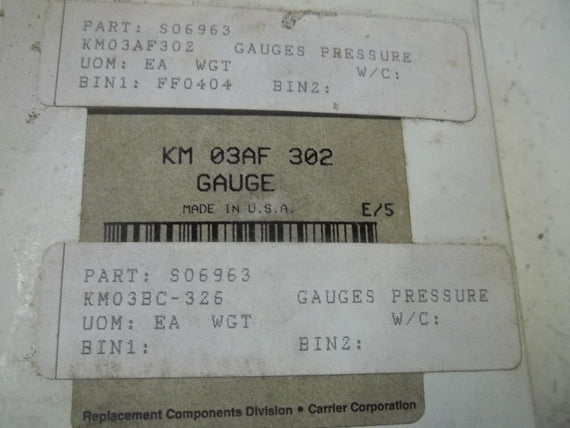 PART: S06963
KM03AF302 GAUGES PRESSURE
UOM: EA WGT W/C:
BIN1: FF0404 BIN2:
KM 03AF 302
GAUGE
MADE IN U.S.A. E/5
PART: S06963
KM03BC-326 GAUGES PRESSURE
UOM: EA WGT W/C:
BIN1: BIN2:
Replacement Components Division • Carrier Corporation